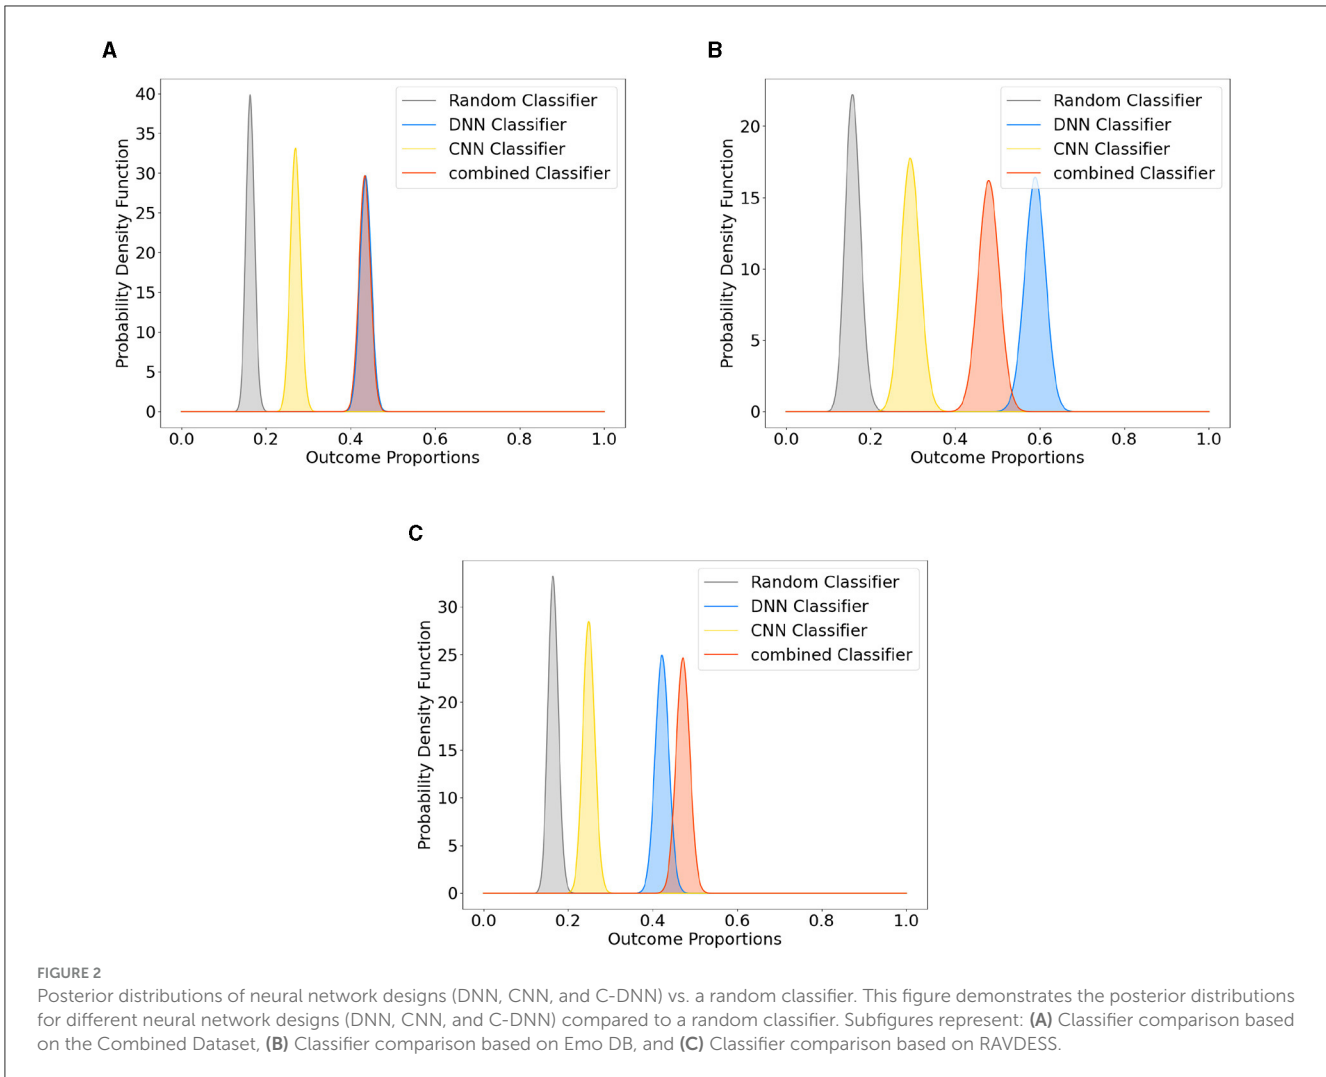 A
Probability Density Function
40
35
30
25
20
15
10
5
0
Random Classifier
DNN Classifier
CNN Classifier
combined Classifier
0.0 0.2 0.4 0.6 0.8 1.0
Outcome Proportions
B
Probability Density Function
20
15
10
5
0
Random Classifier
DNN Classifier
CNN Classifier
combined Classifier
0.0 0.2 0.4 0.6 0.8 1.0
Outcome Proportions
C
Probability Density Function
30
25
20
15
10
5
0
Random Classifier
DNN Classifier
CNN Classifier
combined Classifier
0.0 0.2 0.4 0.6 0.8 1.0
Outcome Proportions
FIGURE 2
Posterior distributions of neural network designs (DNN, CNN, and C-DNN) vs. a random classifier. This figure demonstrates the posterior distributions
for different neural network designs (DNN, CNN, and C-DNN) compared to a random classifier. Subfigures represent: (A) Classifier comparison based
on the Combined Dataset, (B) Classifier comparison based on Emo DB, and (C) Classifier comparison based on RAVDESS.